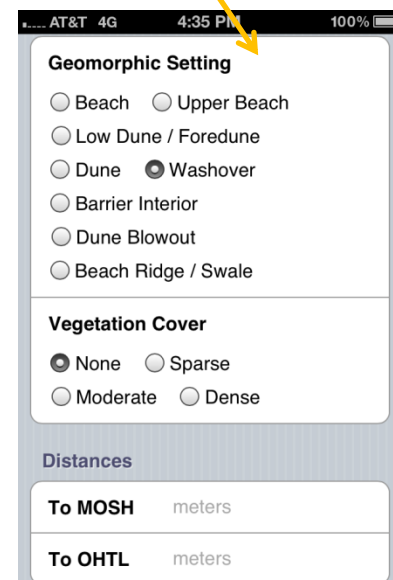 AT&T 4G 4:35 PM 100%
Geomorphic Setting
Beach Upper Beach
Low Dune / Foredune
Dune Washover
Barrier Interior
Dune Blowout
Beach Ridge / Swale
Vegetation Cover
None Sparse
Moderate Dense
Distances
To MOSH meters
To OHTL meters